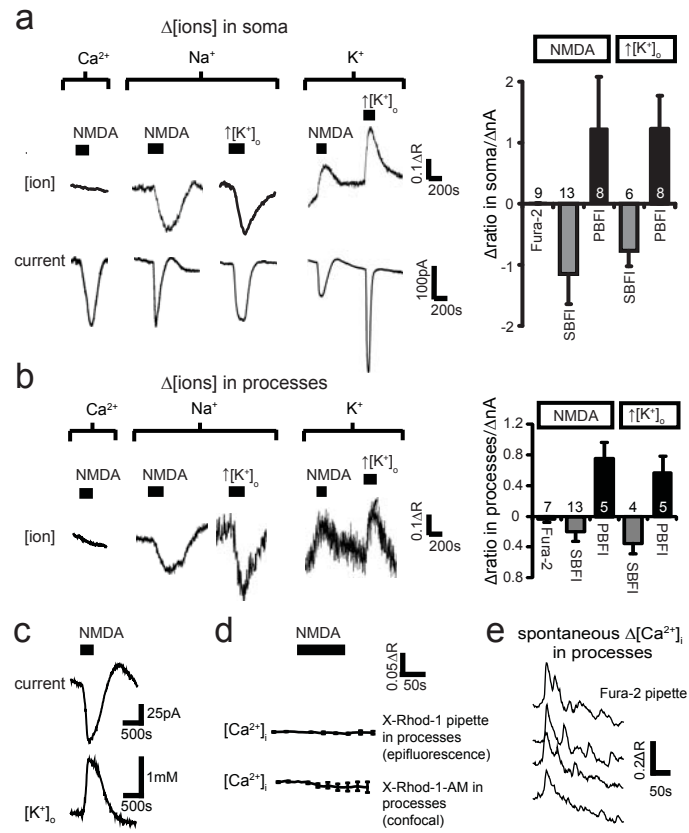 a
Δ[ions] in soma
Ca²⁺ Na⁺ K⁺
NMDA NMDA ↑[K⁺]ₒ NMDA ↑[K⁺]ₒ
[ion]
0.1ΔR
200s
current
100pA
200s
NMDA ↑[K⁺]ₒ
Δratio in soma/ΔnA
2
1
0
-1
-2
9 13 8 6 8
Fura-2 SBFI PBFI SBFI PBFI
b
Δ[ions] in processes
Ca²⁺ Na⁺ K⁺
NMDA NMDA ↑[K⁺]ₒ NMDA ↑[K⁺]ₒ
[ion]
0.1ΔR
200s
NMDA ↑[K⁺]ₒ
Δratio in processes/ΔnA
1.2
0.8
0.4
0
0.4
0.8
7 13 5 4 5
Fura-2 SBFI PBFI SBFI PBFI
c
NMDA
current
25pA
500s
1mM
500s
[K⁺]ₒ
d
NMDA
0.05ΔR
50s
[Ca²⁺]ᵢ
X-Rhod-1 pipette
in processes
(epifluorescence)
[Ca²⁺]ᵢ
X-Rhod-1-AM in
processes
(confocal)
e
spontaneous Δ[Ca²⁺]ᵢ
in processes
Fura-2 pipette
0.2ΔR
50s